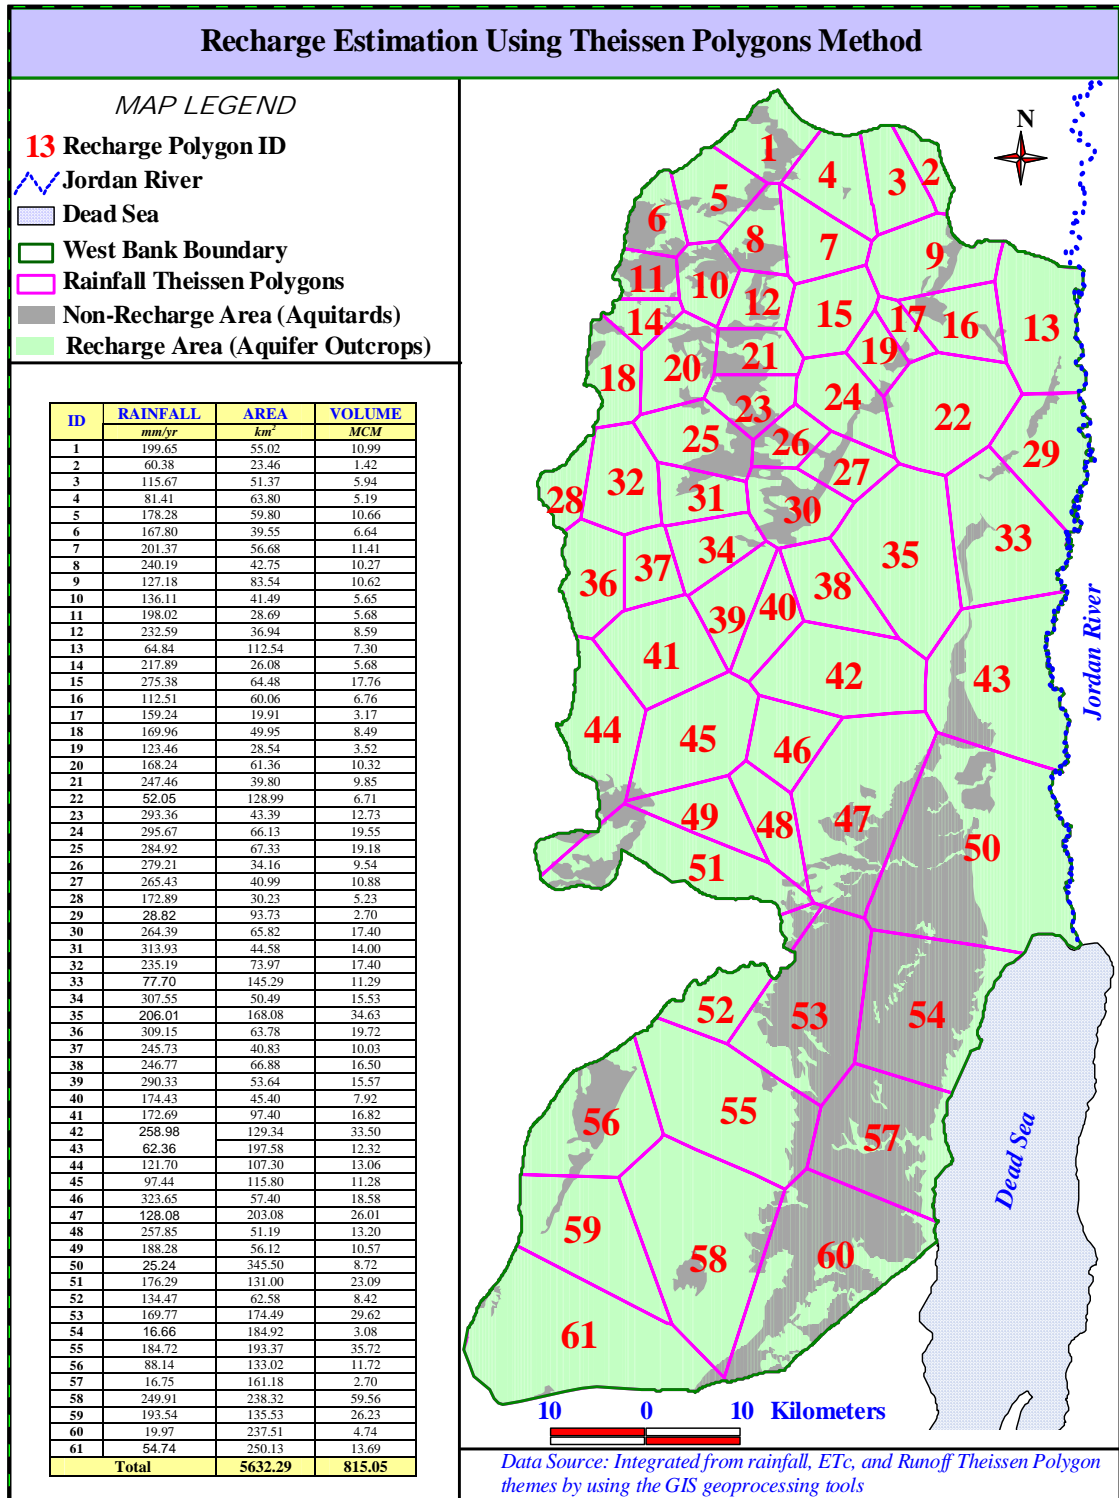 Recharge Estimation Using Theissen Polygons Method
MAP LEGEND
13 Recharge Polygon ID
Jordan River
Dead Sea
West Bank Boundary
Rainfall Theissen Polygons
Non-Recharge Area (Aquitards)
Recharge Area (Aquifer Outcrops)
ID RAINFALL AREA VOLUME
mm/yr km² MCM
1 199.65 55.02 10.99
2 60.38 23.46 1.42
3 115.67 51.37 5.94
4 81.41 63.80 5.19
5 178.28 59.80 10.66
6 167.80 39.55 6.64
7 201.37 56.68 11.41
8 240.19 42.75 10.27
9 127.18 83.54 10.62
10 136.11 41.49 5.65
11 198.02 28.69 5.68
12 232.59 36.94 8.59
13 64.84 112.54 7.30
14 217.89 26.08 5.68
15 275.38 64.48 17.76
16 112.51 60.06 6.76
17 159.24 19.91 3.17
18 169.96 49.95 8.49
19 123.46 28.54 3.52
20 168.24 61.36 10.32
21 247.46 39.80 9.85
22 52.05 128.99 6.71
23 293.36 43.39 12.73
24 295.67 66.13 19.55
25 284.92 67.33 19.18
26 279.21 34.16 9.54
27 265.43 40.99 10.88
28 172.89 30.23 5.23
29 28.82 93.73 2.70
30 264.39 65.82 17.40
31 313.93 44.58 14.00
32 235.19 73.97 17.40
33 77.70 145.29 11.29
34 307.55 50.49 15.53
35 206.01 168.08 34.63
36 309.15 63.78 19.72
37 245.73 40.83 10.03
38 246.77 66.88 16.50
39 290.33 53.64 15.57
40 174.43 45.40 7.92
41 172.69 97.40 16.82
42 258.98 129.34 33.50
43 62.36 197.58 12.32
44 121.70 107.30 13.06
45 97.44 115.80 11.28
46 323.65 57.40 18.58
47 128.08 203.08 26.01
48 257.85 51.19 13.20
49 188.28 56.12 10.57
50 25.24 345.50 8.72
51 176.29 131.00 23.09
52 134.47 62.58 8.42
53 169.77 174.49 29.62
54 16.66 184.92 3.08
55 184.72 193.37 35.72
56 88.14 133.02 11.72
57 16.75 161.18 2.70
58 249.91 238.32 59.56
59 193.54 135.53 26.23
60 19.97 237.51 4.74
61 54.74 250.13 13.69
Total 5632.29 815.05
N
1
4
3
2
5
6
8
7
9
10
11
12
14
15
17
16
13
19
21
20
18
24
22
23
25
26
27
29
32
28
31
30
33
34
35
37
36
38
40
39
41
42
43
44
45
46
47
49
48
50
51
52
53
54
55
56
57
59
58
60
61
Jordan River
Dead Sea
10 0 10 Kilometers
Data Source: Integrated from rainfall, ETc, and Runoff Theissen Polygon
themes by using the GIS geoprocessing tools